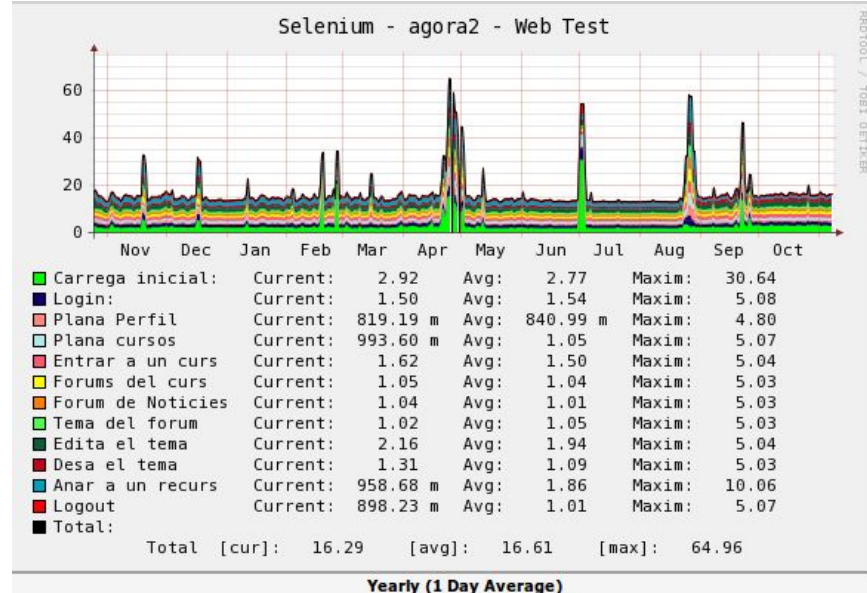 Selenium - agora2 - Web Test
RRDTOOL / TOBI OETIKER
60
40
20
0
Nov Dec Jan Feb Mar Apr May Jun Jul Aug Sep Oct
Carrega inicial: Current: 2.92 Avg: 2.77 Maxim: 30.64
Login: Current: 1.50 Avg: 1.54 Maxim: 5.08
Plana Perfil Current: 819.19 m Avg: 840.99 m Maxim: 4.80
Plana cursos Current: 993.60 m Avg: 1.05 Maxim: 5.07
Entrar a un curs Current: 1.62 Avg: 1.50 Maxim: 5.04
Forums del curs Current: 1.05 Avg: 1.04 Maxim: 5.03
Forum de Noticies Current: 1.04 Avg: 1.01 Maxim: 5.03
Tema del forum Current: 1.02 Avg: 1.05 Maxim: 5.03
Edita el tema Current: 2.16 Avg: 1.94 Maxim: 5.04
Desa el tema Current: 1.31 Avg: 1.09 Maxim: 5.03
Anar a un recurs Current: 958.68 m Avg: 1.86 Maxim: 10.06
Logout Current: 898.23 m Avg: 1.01 Maxim: 5.07
Total:
Total [cur]: 16.29 [avg]: 16.61 [max]: 64.96
Yearly (1 Day Average)